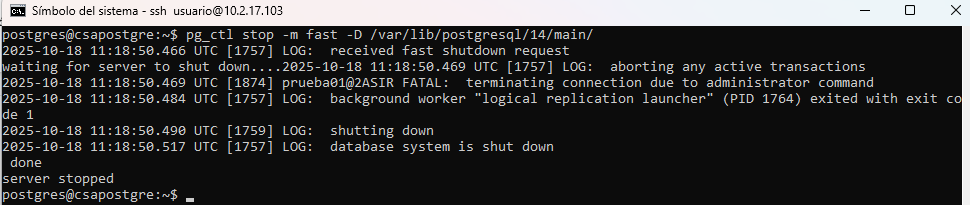 Símbolo del sistema - ssh  usuario@10.2.17.103
postgres@csapostgre:~$ pg_ctl stop -m fast -D /var/lib/postgresql/14/main/
2025-10-18 11:18:50.466 UTC [1757] LOG:  received fast shutdown request
waiting for server to shut down....2025-10-18 11:18:50.469 UTC [1757] LOG:  aborting any active transactions
2025-10-18 11:18:50.469 UTC [1874] prueba01@2ASIR FATAL:  terminating connection due to administrator command
2025-10-18 11:18:50.484 UTC [1757] LOG:  background worker "logical replication launcher" (PID 1764) exited with exit co
de 1
2025-10-18 11:18:50.490 UTC [1759] LOG:  shutting down
2025-10-18 11:18:50.517 UTC [1757] LOG:  database system is shut down
 done
server stopped
postgres@csapostgre:~$